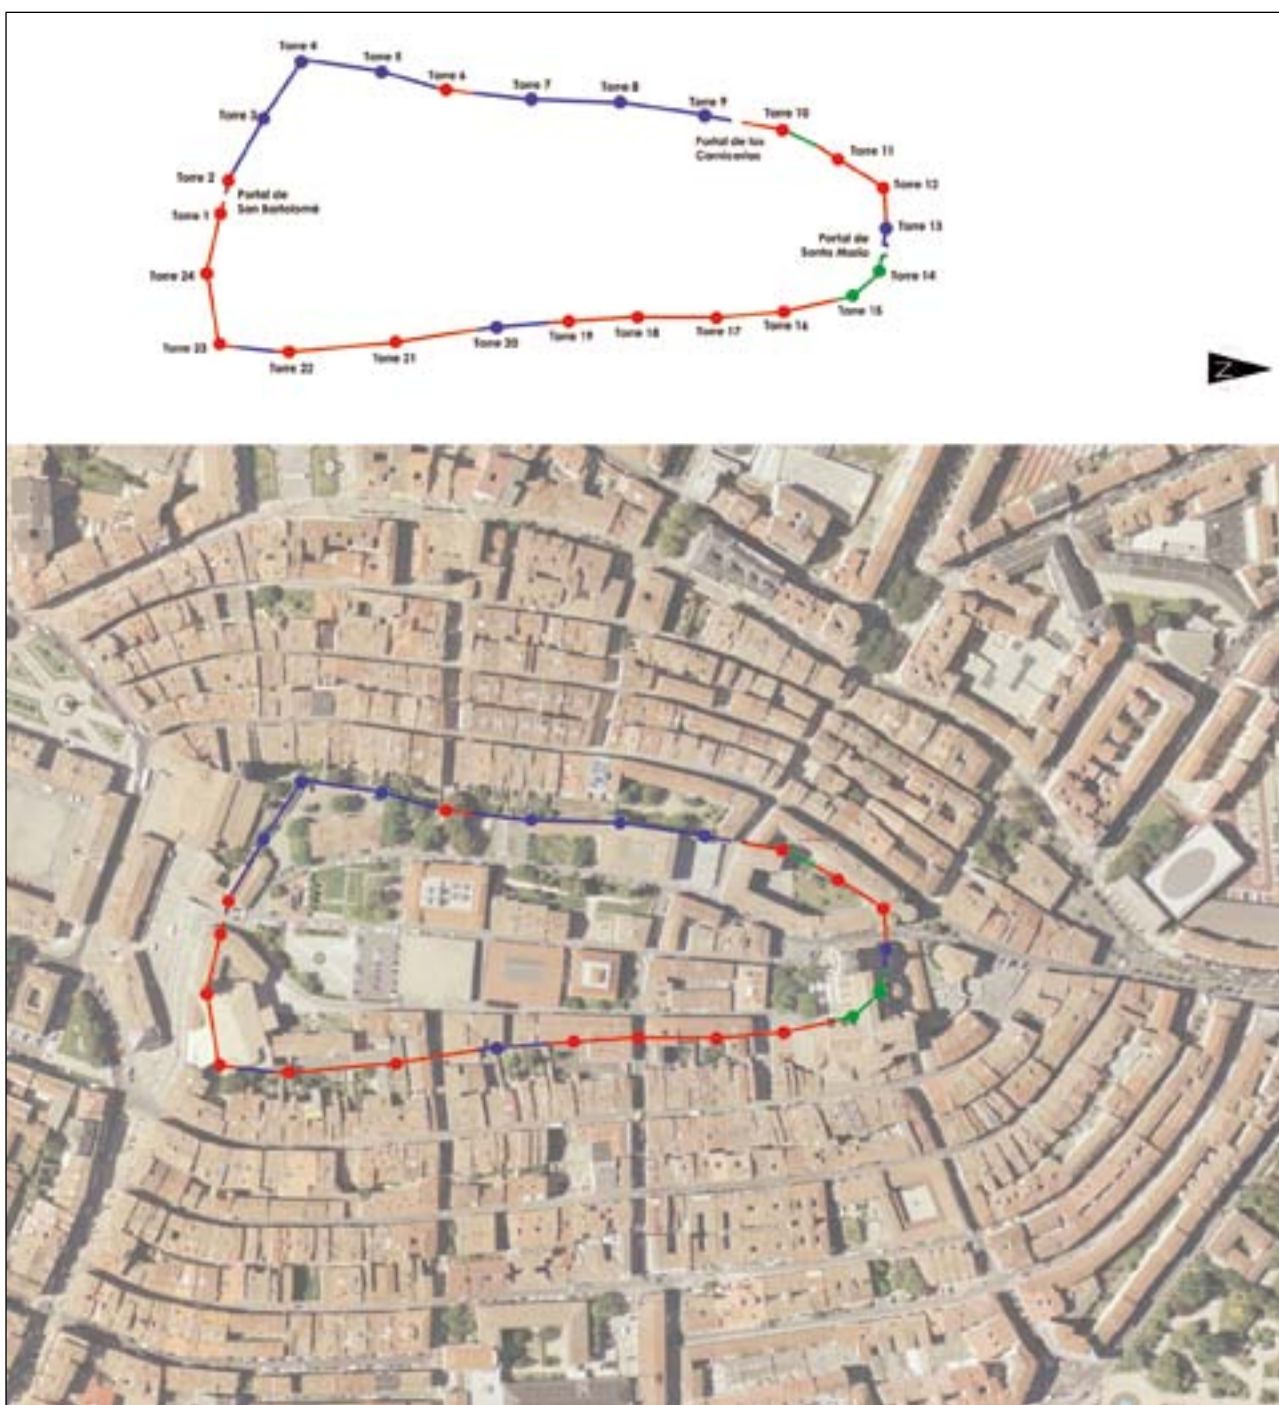 Torre 4
Torre 5
Torre 6
Torre 7
Torre 8
Torre 9
Torre 10
Portal de las
Carnicerías
Torre 11
Torre 3
Torre 2
Portal de
San Bartolomé
Torre 12
Torre 1
Torre 13
Portal de
Santa María
Torre 24
Torre 14
Torre 15
Torre 16
Torre 17
Torre 18
Torre 19
Torre 20
Torre 21
Torre 22
Torre 23
N